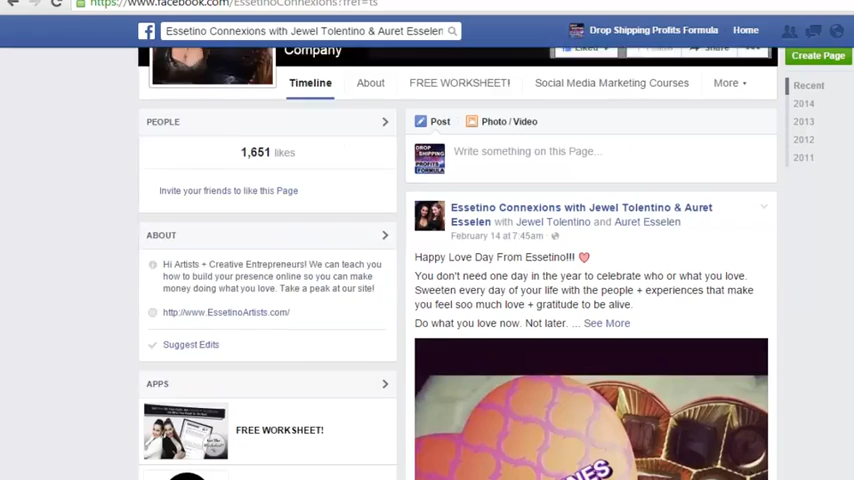 https://www.facebook.com/EssetinoConnexions?fref=ts
Essetino Connexions with Jewel Tolentino & Auret Esselen
Drop Shipping Profits Formula
Home
Company
Liked
Share
Create Page
Timeline
About
FREE WORKSHEET!
Social Media Marketing Courses
More
Recent
2014
2013
2012
2011
PEOPLE
1,651 likes
Invite your friends to like this Page
ABOUT
Hi Artists + Creative Entrepreneurs! We can teach you
how to build your presence online so you can make
money doing what you love. Take a peak at our site!
http://www.EssetinoArtists.com/
Suggest Edits
APPS
FREE WORKSHEET!
Post
Photo / Video
DROP
SHIPPING
PROFITS
FORMULA
Write something on this Page...
Essetino Connexions with Jewel Tolentino & Auret
Esselen with Jewel Tolentino and Auret Esselen
February 14 at 7:45am
Happy Love Day From Essetino!!!
You don't need one day in the year to celebrate who or what you love.
Sweeten every day of your life with the people + experiences that make
you feel soo much love + gratitude to be alive.
Do what you love now. Not later. ... See More